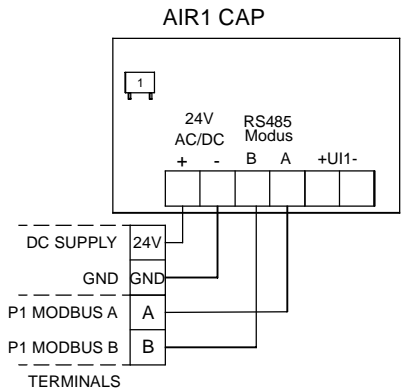 AIR1 CAP
1
24V
AC/DC
RS485
Modus
+ - B A +UI1-
DC SUPPLY 24V
GND GND
P1 MODBUS A A
P1 MODBUS B B
TERMINALS